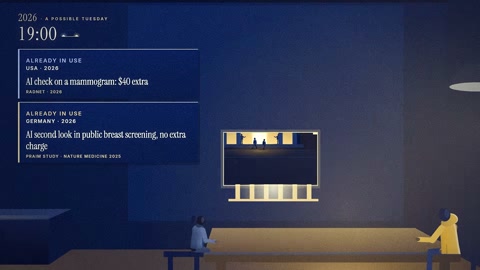 2026 · A POSSIBLE TUESDAY
19:00
ALREADY IN USE
USA · 2026
AI check on a mammogram: $40 extra
RADNET · 2026
ALREADY IN USE
GERMANY · 2026
AI second look in public breast screening, no extra
charge
PRAIM STUDY · NATURE MEDICINE 2025